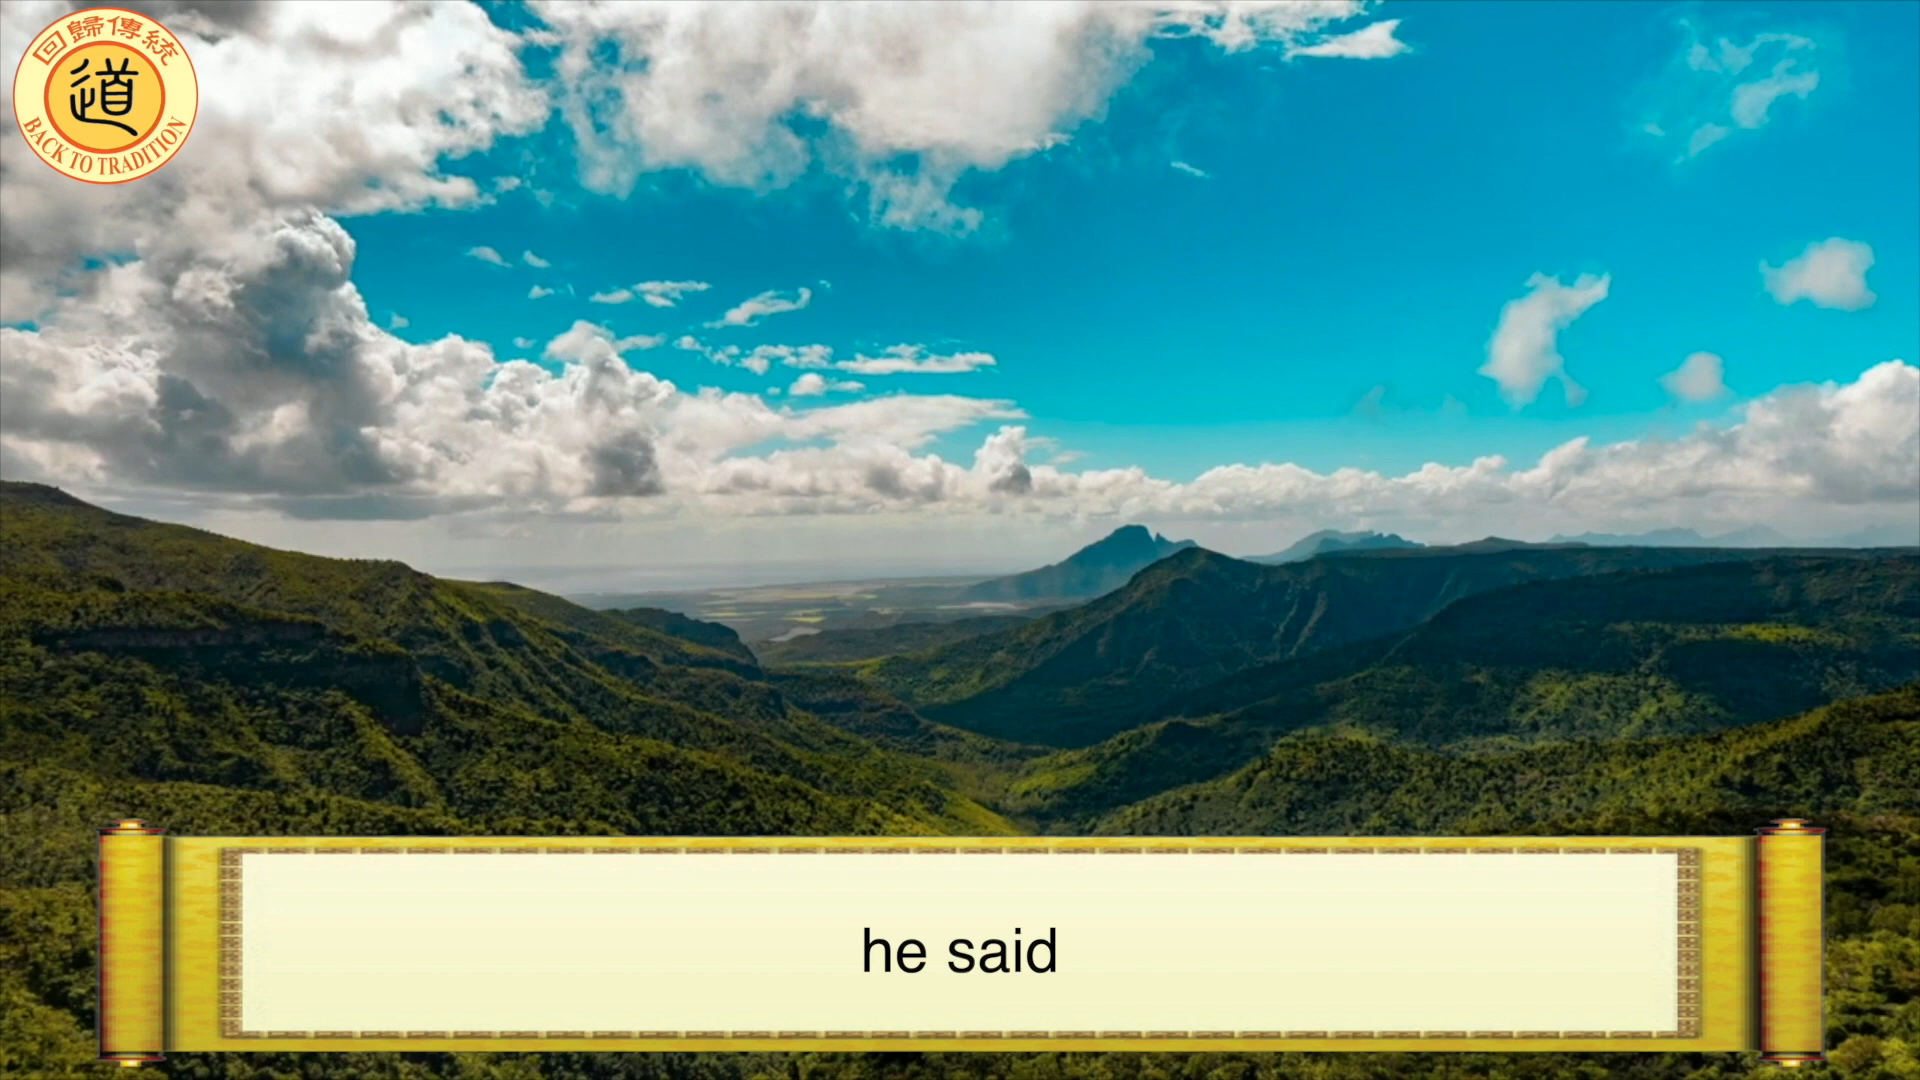 回歸傳統
道
BACK TO TRADITION
he said